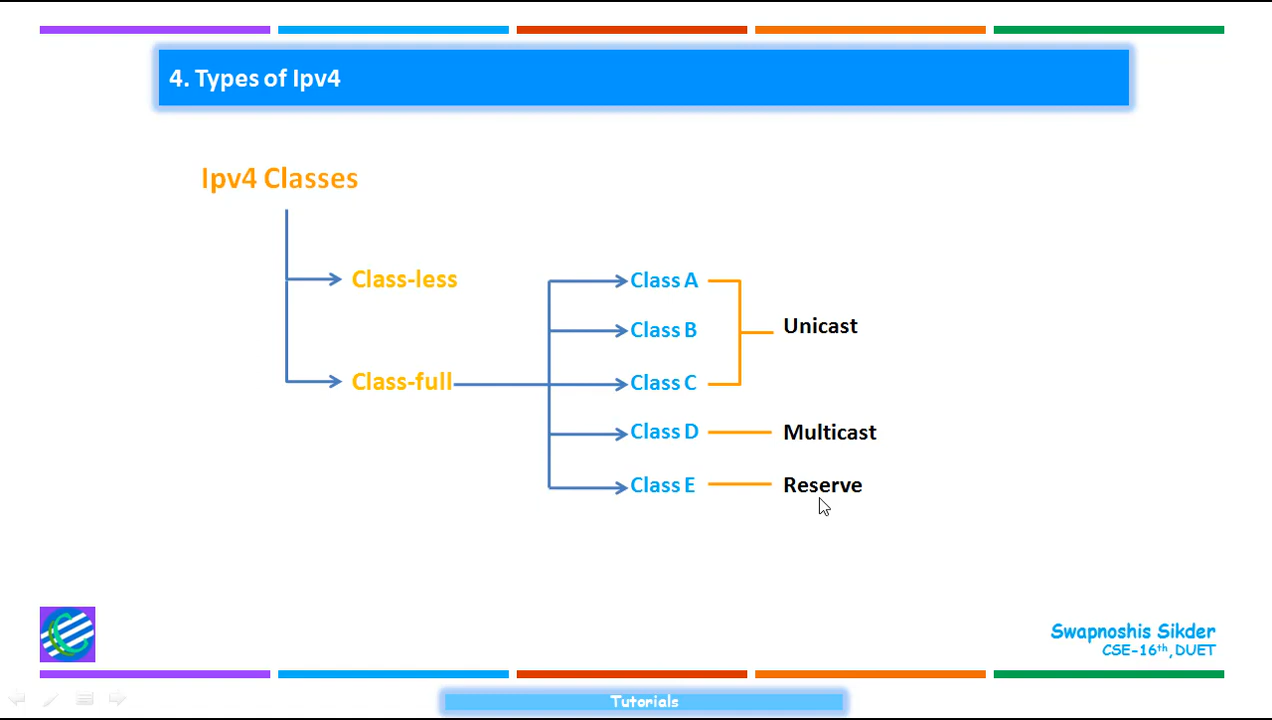 4. Types of Ipv4
Ipv4 Classes
Class-less
Class-full
Class A
Class B
Class C
Class D
Class E
Unicast
Multicast
Reserve
Swapnoshis Sikder
CSE-16th, DUET
Tutorials